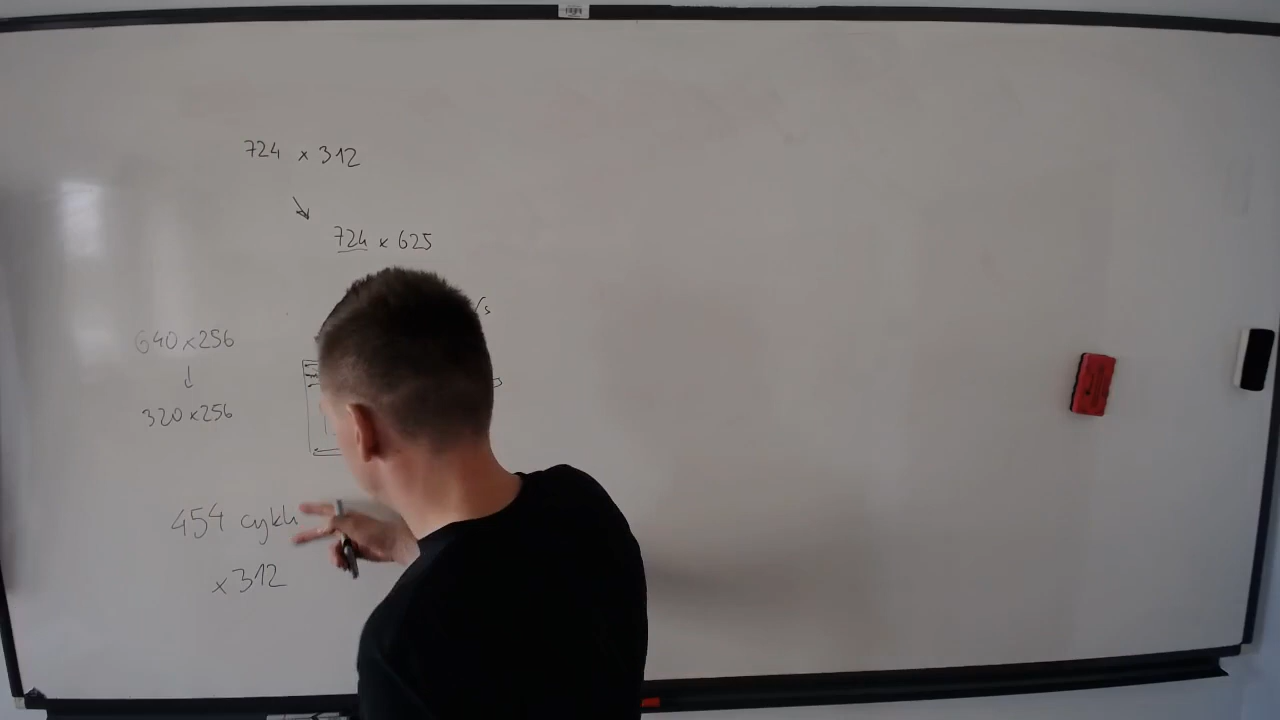 724 x 312
724 x 625
/s
640 x 256
320 x 256
454 cykli
x 312